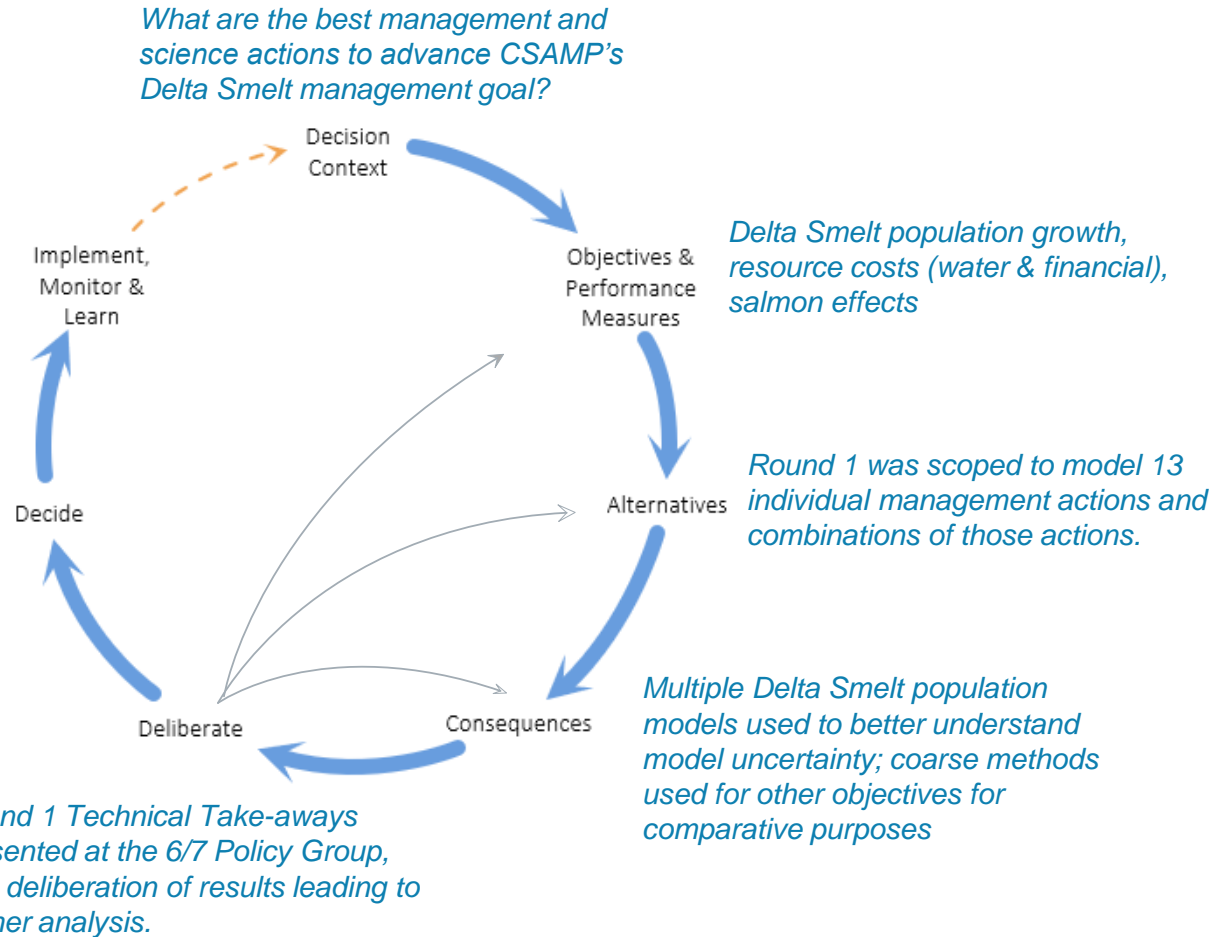 What are the best management and
science actions to advance CSAMP's
Delta Smelt management goal?
Decision
Context
Objectives &
Performance
Measures
Delta Smelt population growth,
resource costs (water & financial),
salmon effects
Implement,
Monitor &
Learn
Alternatives
Round 1 was scoped to model 13
individual management actions and
combinations of those actions.
Decide
Consequences
Multiple Delta Smelt population
models used to better understand
model uncertainty; coarse methods
used for other objectives for
comparative purposes
Deliberate
1 Technical Take-aways
at the 6/7 Policy Group,
deliberation of results leading to
analysis.